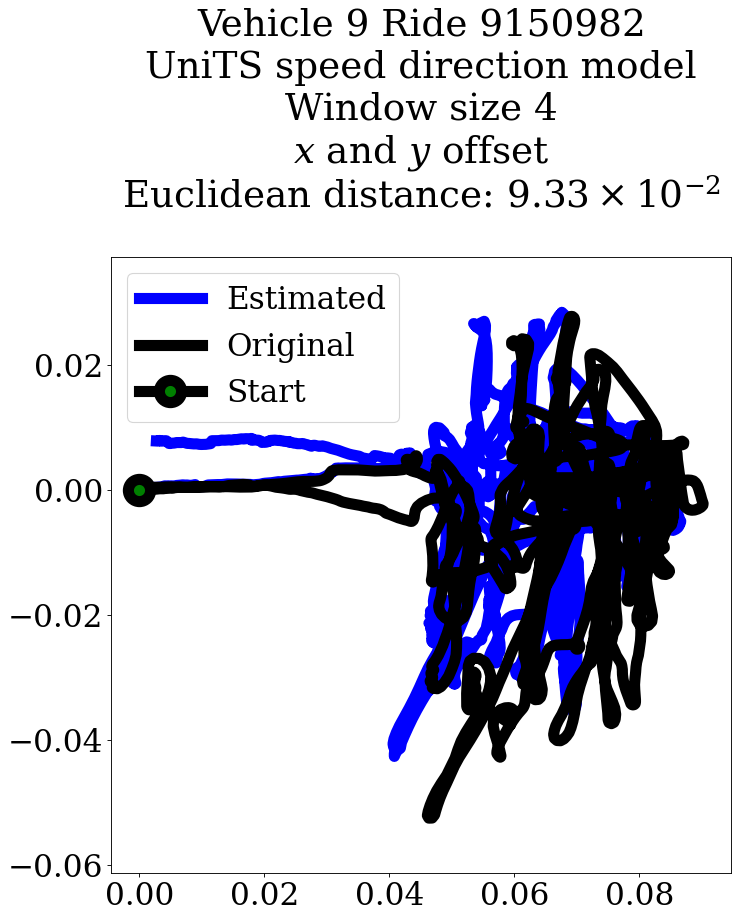 Vehicle 9 Ride 9150982
UniTS speed direction model
Window size 4
x and y offset
Euclidean distance: 9.33 × 10⁻²
Estimated
Original
Start
0.02
0.00
−0.02
−0.04
−0.06
0.00 0.02 0.04 0.06 0.08